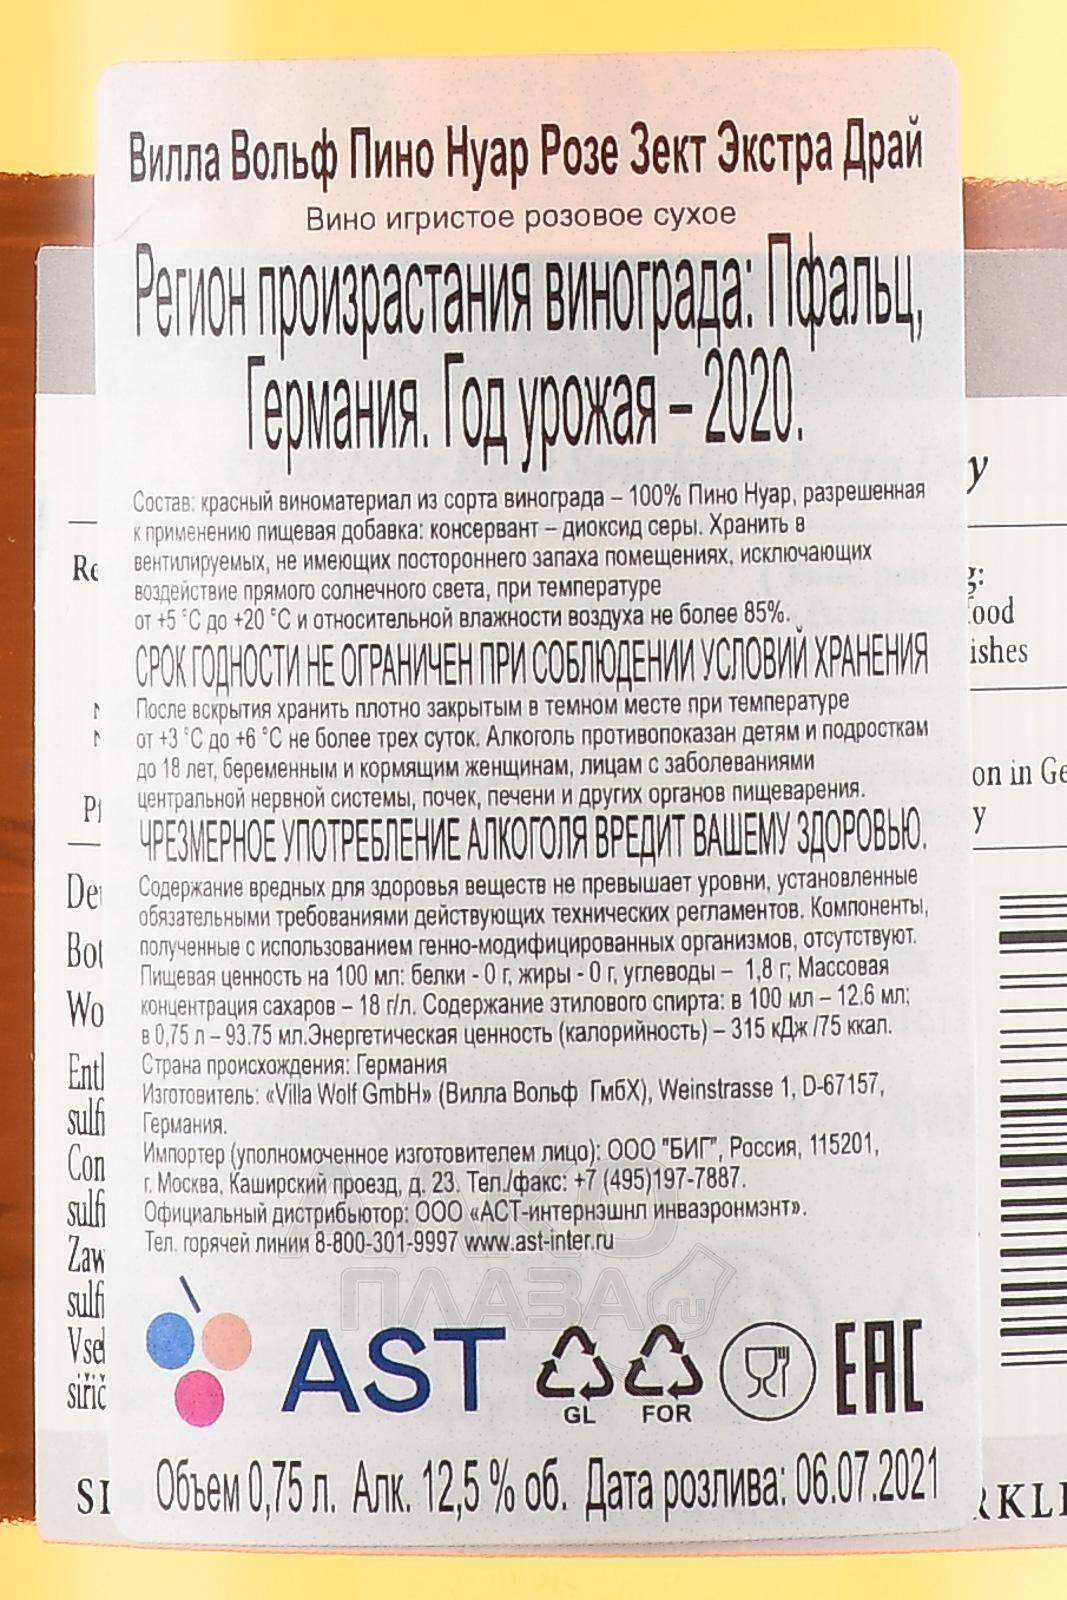 Вилла Вольф Пино Нуар Розе Зект Экстра Драй
Вино игристое розовое сухое
Регион произрастания винограда: Пфальц,
Германия. Год урожая – 2020.
Состав: красный виноматериал из сорта винограда – 100% Пино Нуар, разрешенная
к применению пищевая добавка: консервант – диоксид серы. Хранить в
вентилируемых, не имеющих постороннего запаха помещениях, исключающих
воздействие прямого солнечного света, при температуре
от +5 °С до +20 °С и относительной влажности воздуха не более 85%.
СРОК ГОДНОСТИ НЕ ОГРАНИЧЕН ПРИ СОБЛЮДЕНИИ УСЛОВИЙ ХРАНЕНИЯ
После вскрытия хранить плотно закрытым в темном месте при температуре
от +3 °С до +6 °С не более трех суток. Алкоголь противопоказан детям и подросткам
до 18 лет, беременным и кормящим женщинам, лицам с заболеваниями
центральной нервной системы, почек, печени и других органов пищеварения.
ЧРЕЗМЕРНОЕ УПОТРЕБЛЕНИЕ АЛКОГОЛЯ ВРЕДИТ ВАШЕМУ ЗДОРОВЬЮ.
Содержание вредных для здоровья веществ не превышает уровни, установленные
обязательными требованиями действующих технических регламентов. Компоненты,
полученные с использованием генно-модифицированных организмов, отсутствуют.
Пищевая ценность на 100 мл: белки - 0 г, жиры - 0 г, углеводы – 1,8 г; Массовая
концентрация сахаров – 18 г/л. Содержание этилового спирта: в 100 мл – 12.6 мл;
в 0,75 л – 93.75 мл.Энергетическая ценность (калорийность) – 315 кДж /75 ккал.
Страна происхождения: Германия
Изготовитель: «Villa Wolf GmbH» (Вилла Вольф ГмбХ), Weinstrasse 1, D-67157,
Германия.
Импортер (уполномоченное изготовителем лицо): ООО "БИГ", Россия, 115201,
г. Москва, Каширский проезд, д. 23. Тел./факс: +7 (495)197-7887.
Официальный дистрибьютор: ООО «АСТ-интернэшнл инваэронмэнт».
Тел. горячей линии 8-800-301-9997 www.ast-inter.ru
АЛКО
ПЛАЗА.ru
AST
GL
FOR
EAC
Объем 0,75 л. Алк. 12,5 % об. Дата розлива: 06.07.2021